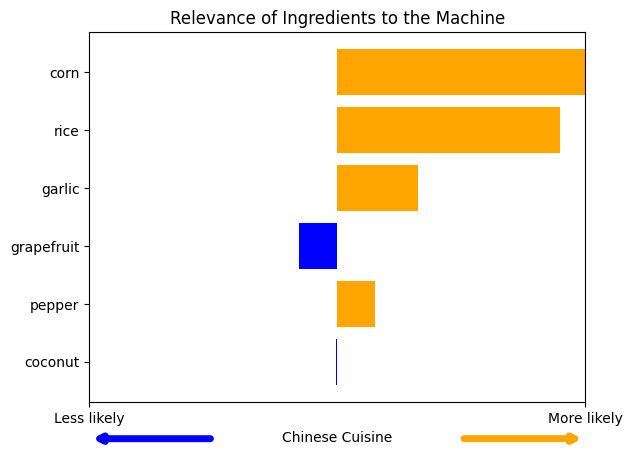 Relevance of Ingredients to the Machine
corn
rice
garlic
grapefruit
pepper
coconut
Less likely
More likely
Chinese Cuisine